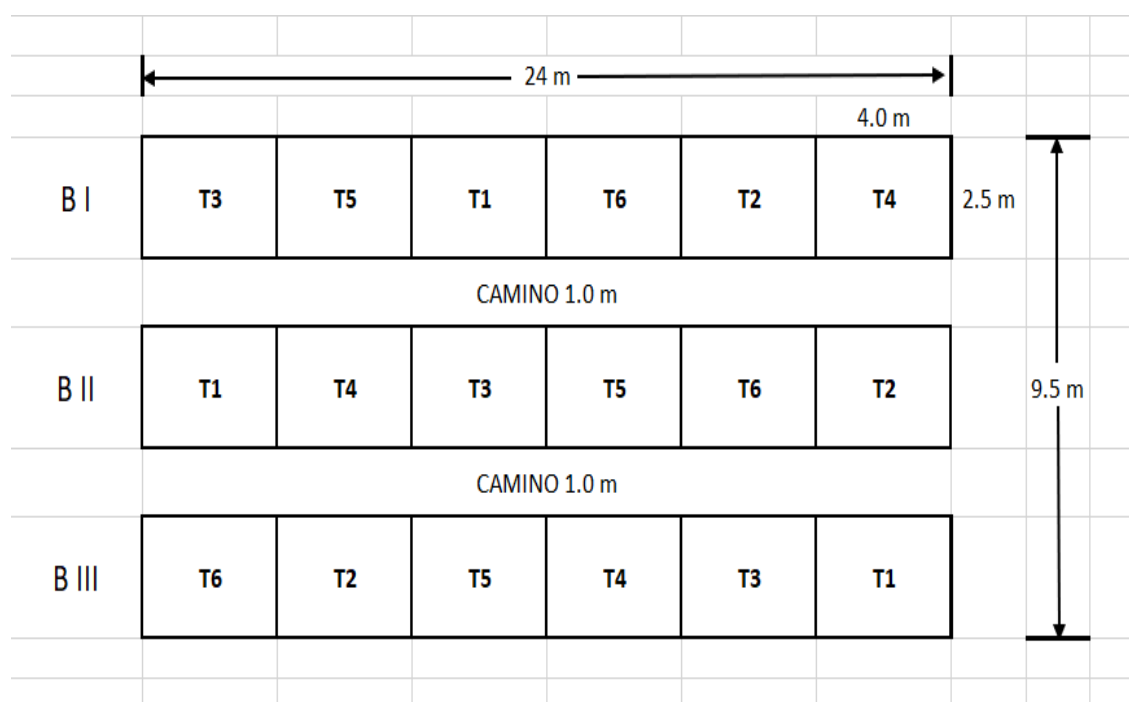 24 m
4.0 m
B I T3 T5 T1 T6 T2 T4 2.5 m
CAMINO 1.0 m
B II T1 T4 T3 T5 T6 T2 9.5 m
CAMINO 1.0 m
B III T6 T2 T5 T4 T3 T1